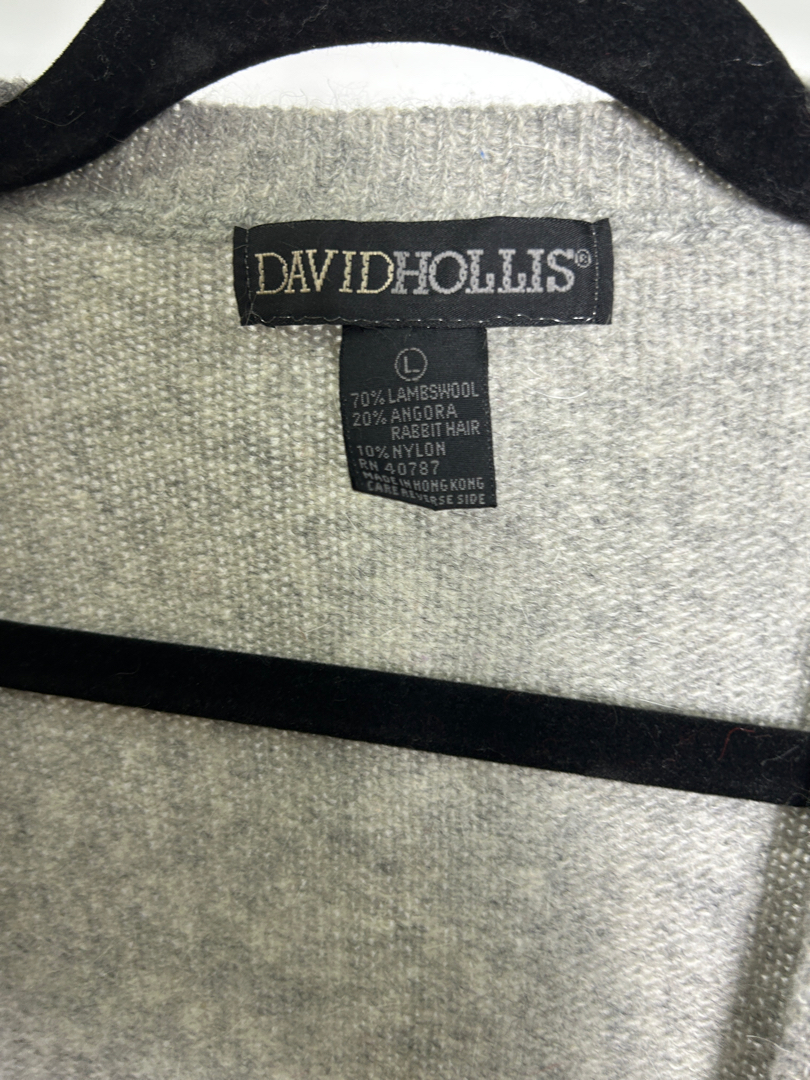 DAVIDHOLLIS®
L
70% LAMBSWOOL
20% ANGORA
RABBIT HAIR
10% NYLON
RN 40787
MADE IN HONG KONG
CARE REVERSE SIDE